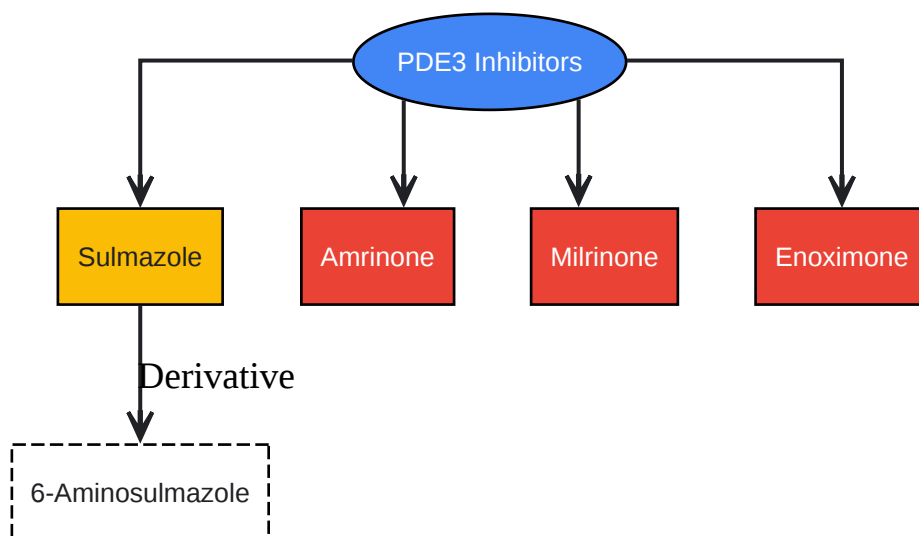 PDE3 Inhibitors
Sulmazole
Amrinone
Milrinone
Enoximone
Derivative
6-Aminosulmazole